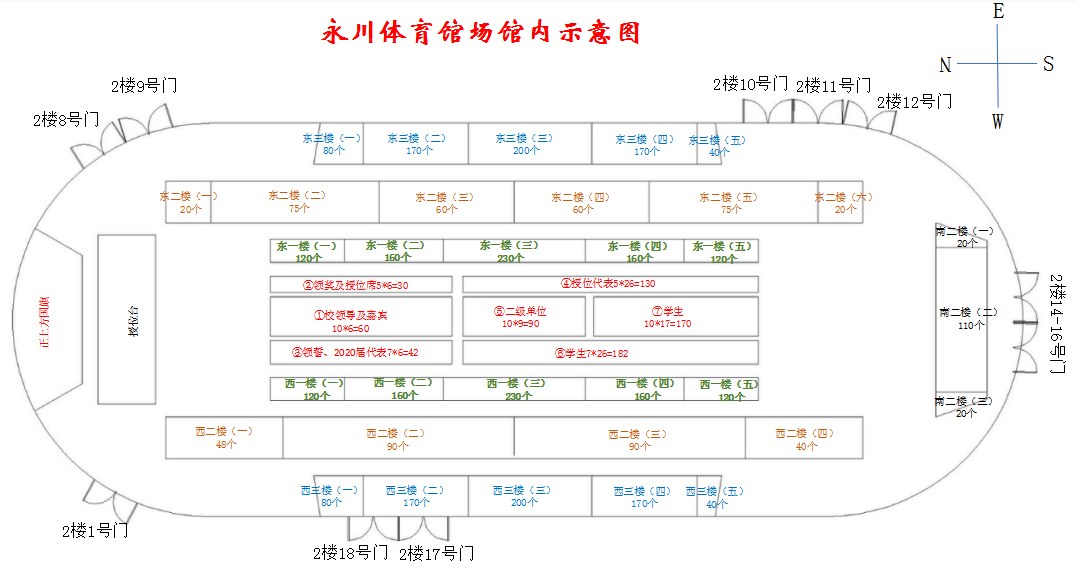 永川体育馆场馆内示意图
E
N
S
W
2楼9号门
2楼8号门
2楼10号门
2楼11号门
2楼12号门
东三楼（一）
80个
东三楼（二）
170个
东三楼（三）
200个
东三楼（四）
170个
东三楼（五）
40个
东二楼（一）
20个
东二楼（二）
75个
东二楼（三）
60个
东二楼（四）
60个
东二楼（五）
75个
东二楼（六）
20个
东一楼（一）
120个
东一楼（二）
160个
东一楼（三）
230个
东一楼（四）
160个
东一楼（五）
120个
②领奖及授位席5*6=30
④授位代表5*26=130
①校领导及嘉宾
10*6=60
⑤二级单位
10*9=90
⑦学生
10*17=170
③领誓、2020届代表7*6=42
⑥学生7*26=182
正上方国旗
授位台
南二楼（一）
20个
南二楼（二）
110个
南二楼（三）
20个
2楼14-16号门
西一楼（一）
120个
西一楼（二）
160个
西一楼（三）
230个
西一楼（四）
160个
西一楼（五）
120个
西二楼（一）
48个
西二楼（二）
90个
西二楼（三）
90个
西二楼（四）
40个
西三楼（一）
80个
西三楼（二）
170个
西三楼（三）
200个
西三楼（四）
170个
西三楼（五）
40个
2楼1号门
2楼18号门
2楼17号门